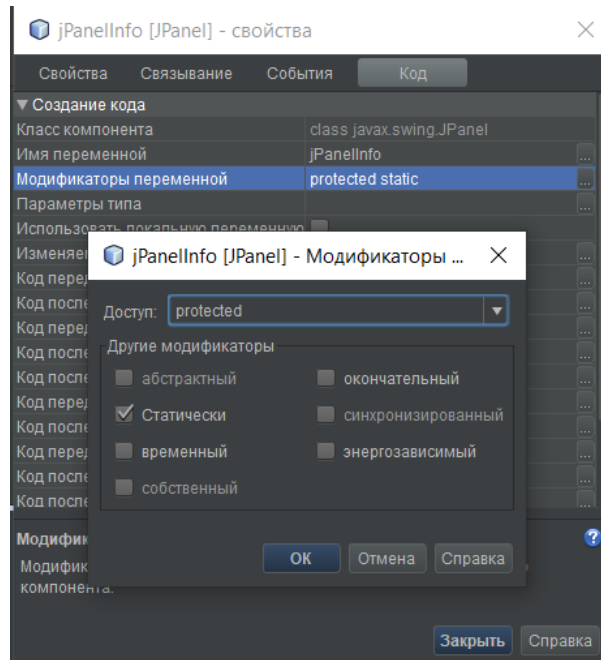 jPanelInfo [JPanel] - свойства
Свойства Связывание События Код
Создание кода
Класс компонента class javax.swing.JPanel
Имя переменной jPanelInfo ...
Модификаторы переменной protected static ...
Параметры типа ...
Использовать локальную переменную
jPanelInfo [JPanel] - Модификаторы ...
Доступ: protected
Другие модификаторы
абстрактный окончательный
Статически синхронизированный
временный энергозависимый
собственный
ОК Отмена Справка
компонента.
Закрыть Справка